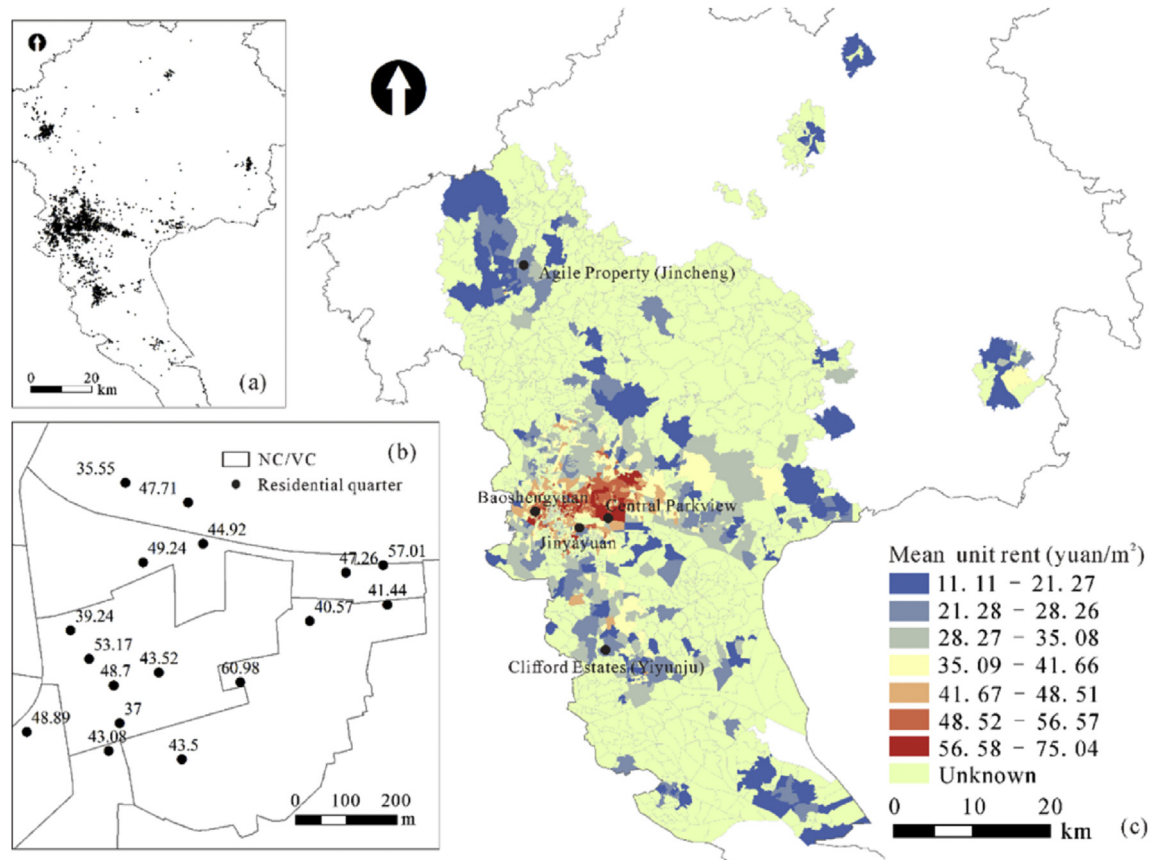 0 20
km
(a)
(b)
NC/VC
Residential quarter
35.55
47.71
44.92
49.24
47.26
57.01
41.44
40.57
39.24
53.17
48.7
43.52
60.98
48.89
37
43.08
43.5
0 100 200
m
Agile Property (Jincheng)
Baoshengyuan
Central Parkview
Jinyayuan
Clifford Estates (Yiyunju)
Mean unit rent (yuan/m²)
11. 11 - 21. 27
21. 28 - 28. 26
28. 27 - 35. 08
35. 09 - 41. 66
41. 67 - 48. 51
48. 52 - 56. 57
56. 58 - 75. 04
Unknown
0 10 20
km
(c)